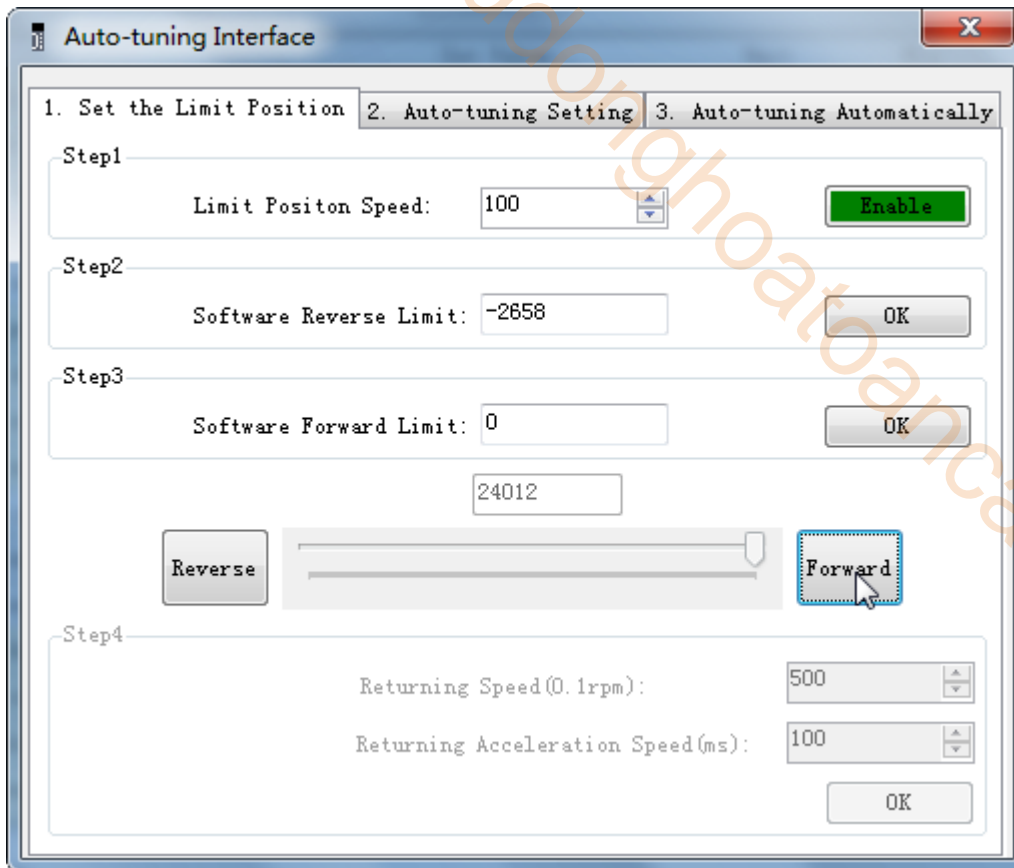 Auto-tuning Interface
1. Set the Limit Position 2. Auto-tuning Setting 3. Auto-tuning Automatically
Step1
Limit Positon Speed: 100 Enable
Step2
Software Reverse Limit: -2658 OK
Step3
Software Forward Limit: 0 OK
24012
Reverse Forward
Step4
Returning Speed(0.1rpm): 500
Returning Acceleration Speed(ms): 100
OK